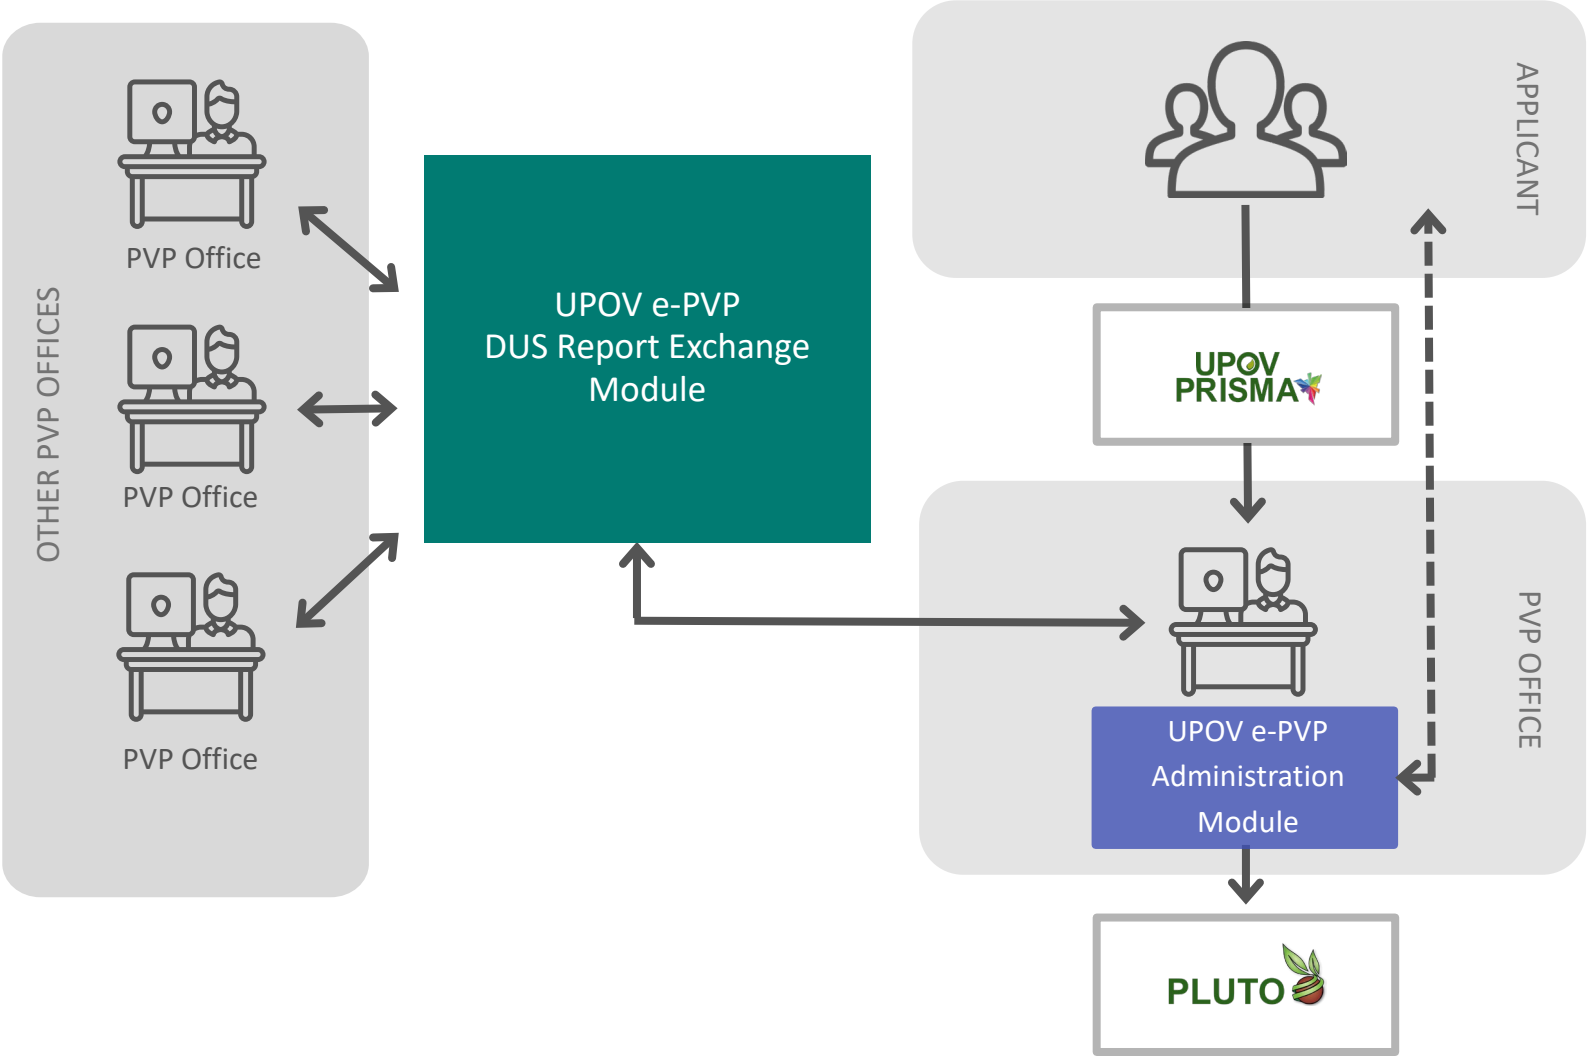 OTHER PVP OFFICES
PVP Office
PVP Office
PVP Office
UPOV e-PVP
DUS Report Exchange
Module
APPLICANT
UPOV
PRISMA
PVP OFFICE
UPOV e-PVP
Administration
Module
PLUTO